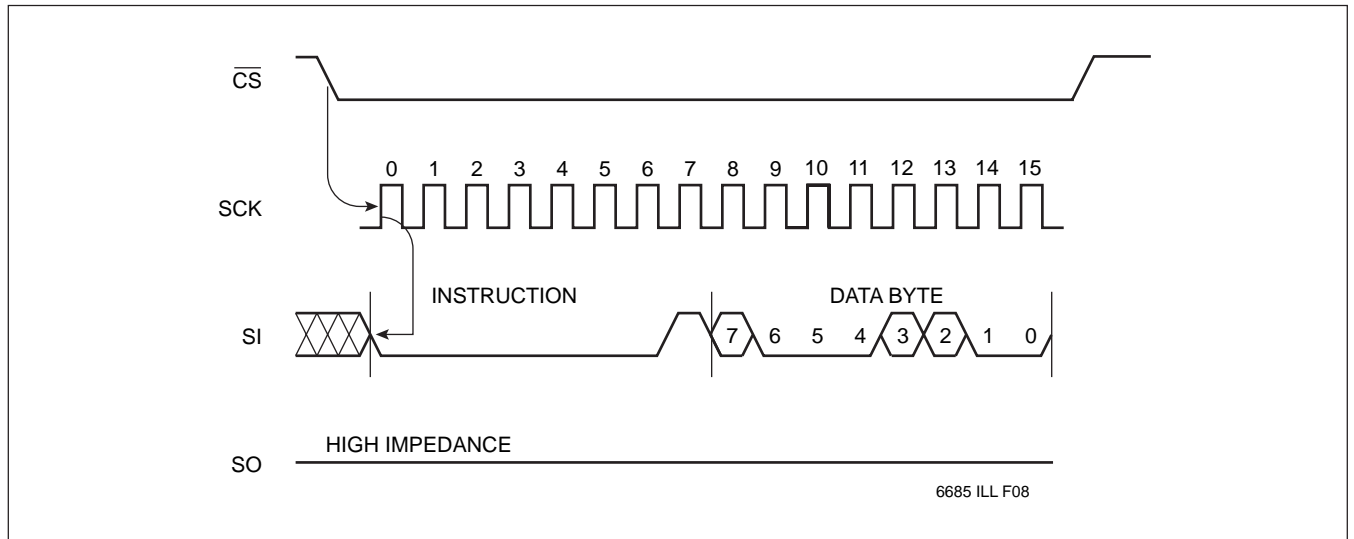 CS
0 1 2 3 4 5 6 7 8 9 10 11 12 13 14 15
SCK
INSTRUCTION DATA BYTE
SI 7 6 5 4 3 2 1 0
HIGH IMPEDANCE
SO
6685 ILL F08